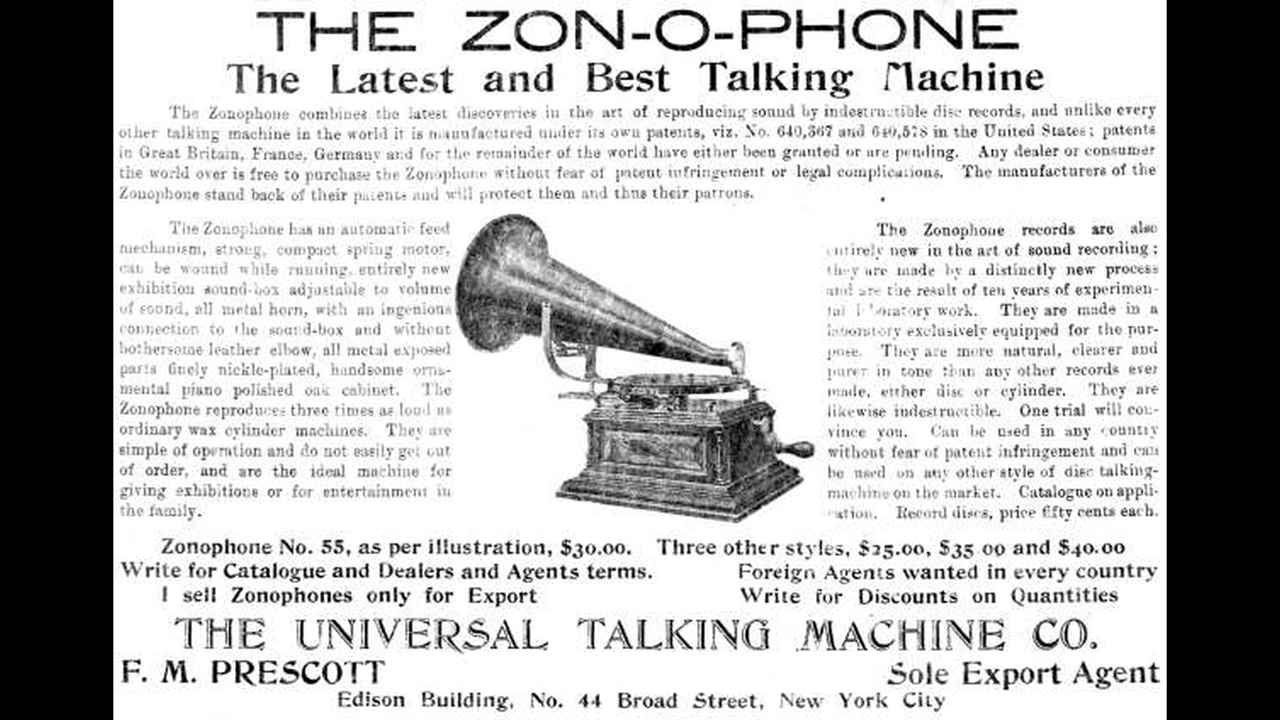 THE ZON-O-PHONE
The Latest and Best Talking Machine
The Zonophone combines the latest discoveries in the art of reproducing sound by indestructible disc records, and unlike every
other talking machine in the world it is manufactured under its own patents, viz. No. 640,367 and 640,578 in the United States; patents
in Great Britain, France, Germany and for the remainder of the world have either been granted or are pending. Any dealer or consumer
the world over is free to purchase the Zonophone without fear of patent infringement or legal complications. The manufacturers of the
Zonophone stand back of their patents and will protect them and thus their patrons.
The Zonophone has an automatic feed
mechanism, strong, compact spring motor,
can be wound while running, entirely new
exhibition sound-box adjustable to volume
of sound, all metal horn, with an ingenious
connection to the sound-box and without
bothersome leather elbow, all metal exposed
parts finely nickle-plated, handsome orna-
mental piano polished oak cabinet. The
Zonophone reproduces three times as loud as
ordinary wax cylinder machines. They are
simple of operation and do not easily get out
of order, and are the ideal machine for
giving exhibitions or for entertainment in
the family.
The Zonophone records are also
entirely new in the art of sound recording;
they are made by a distinctly new process
and are the result of ten years of experimen-
tal laboratory work. They are made in a
laboratory exclusively equipped for the pur-
pose. They are more natural, clearer and
purer in tone than any other records ever
made, either disc or cylinder. They are
likewise indestructible. One trial will con-
vince you. Can be used in any country
without fear of patent infringement and can
be used on any other style of disc talking-
machine on the market. Catalogue on appli-
cation. Record discs, price fifty cents each.
Zonophone No. 55, as per illustration, $30.00. Three other styles, $25.00, $35.00 and $40.00
Write for Catalogue and Dealers and Agents terms. Foreign Agents wanted in every country
I sell Zonophones only for Export Write for Discounts on Quantities
THE UNIVERSAL TALKING MACHINE CO.
F. M. PRESCOTT Sole Export Agent
Edison Building, No. 44 Broad Street, New York City